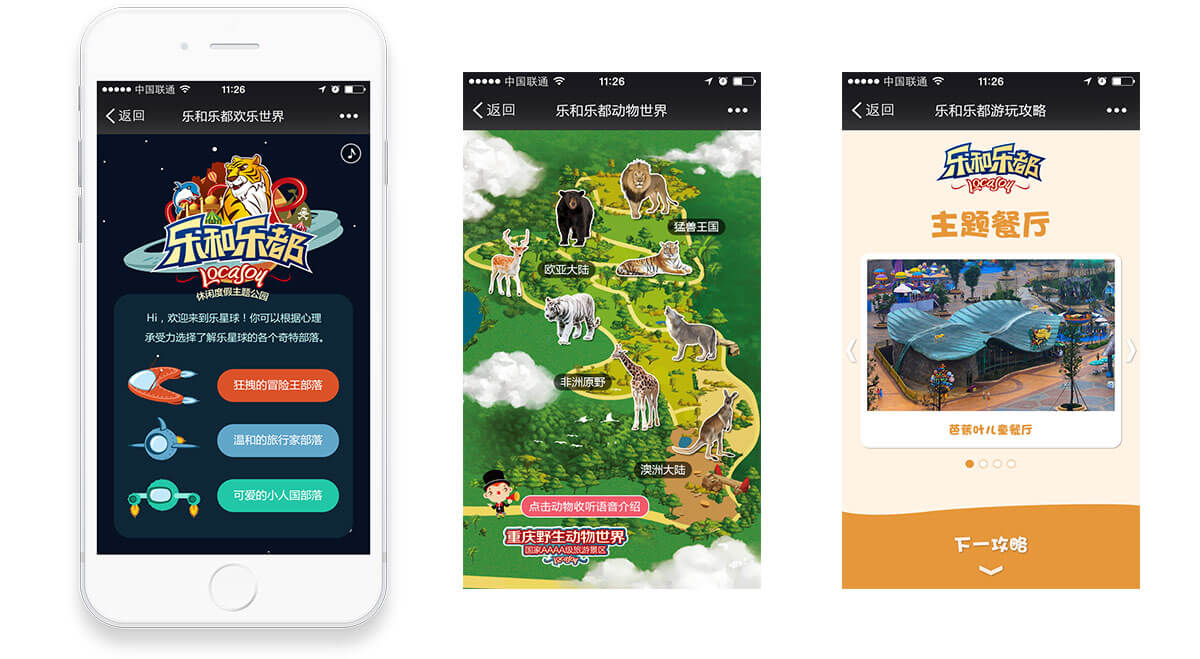 中国联通
11:26
返回
乐和乐都欢乐世界
乐和乐都
Locajoy
休闲度假主题公园
Hi，欢迎来到乐星球！你可以根据心理
承受力选择了解乐星球的各个奇特部落。
狂拽的冒险王部落
温和的旅行家部落
可爱的小人国部落
中国联通
11:26
返回
乐和乐都动物世界
猛兽王国
欧亚大陆
非洲原野
澳洲大陆
点击动物收听语音介绍
重庆野生动物世界
国家AAAA级旅游景区
Locajoy
中国联通
11:26
返回
乐和乐都游玩攻略
乐和乐都
Locajoy
主题餐厅
芭蕉叶儿童餐厅
下一攻略